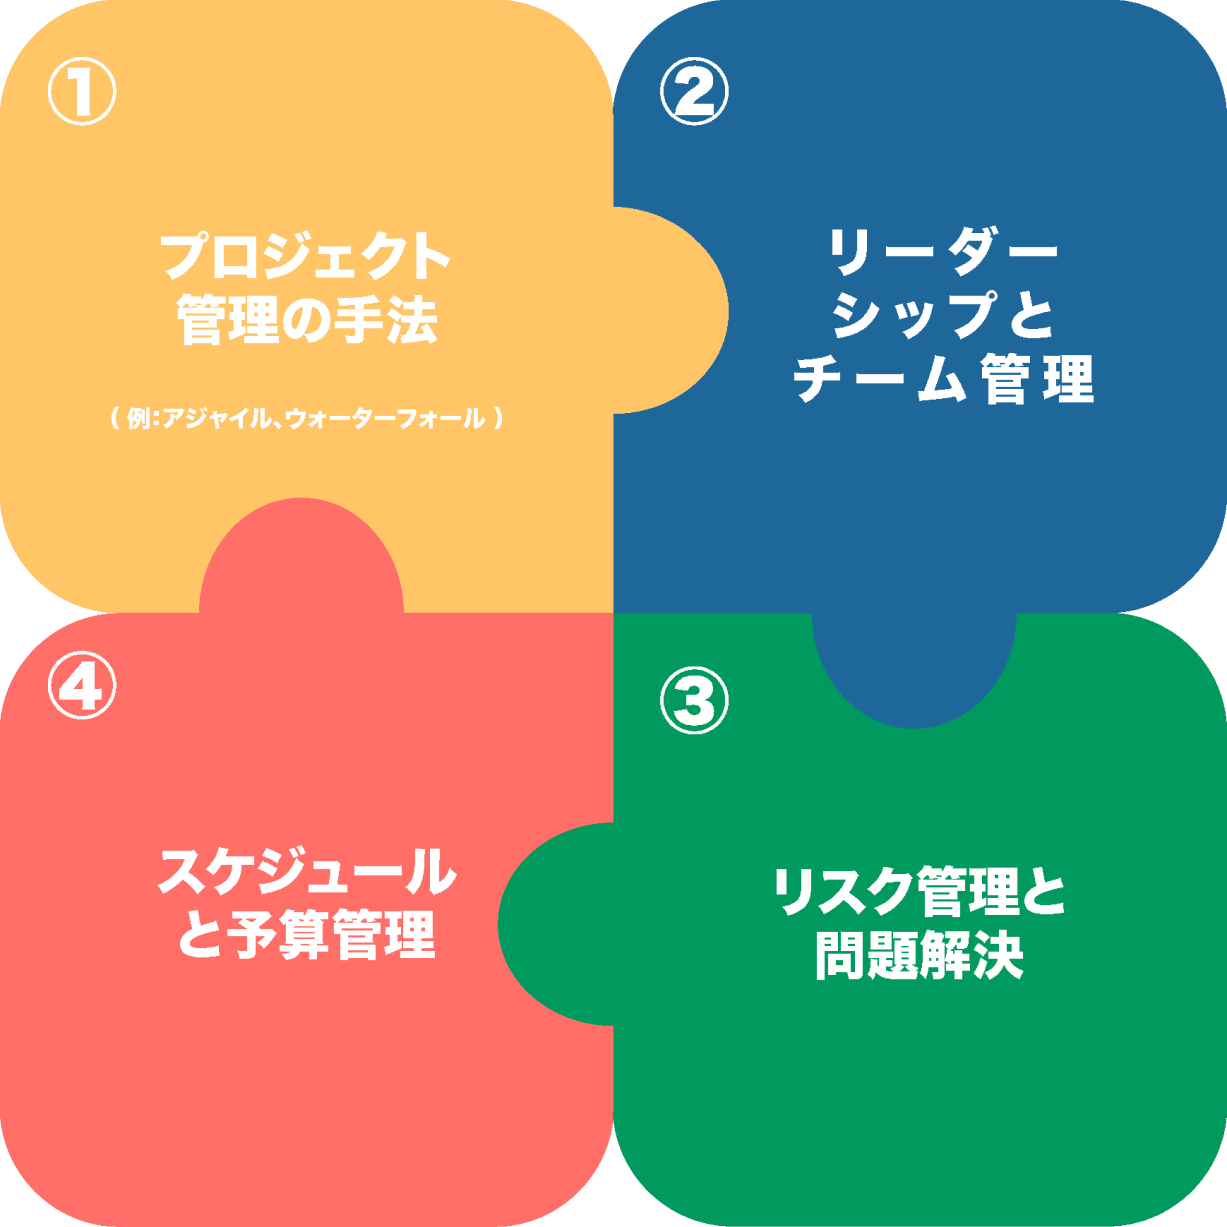 ①
プロジェクト
管理の手法
( 例：アジャイル、ウォーターフォール )
②
リーダー
シップと
チーム管理
③
リスク管理と
問題解決
④
スケジュール
と予算管理